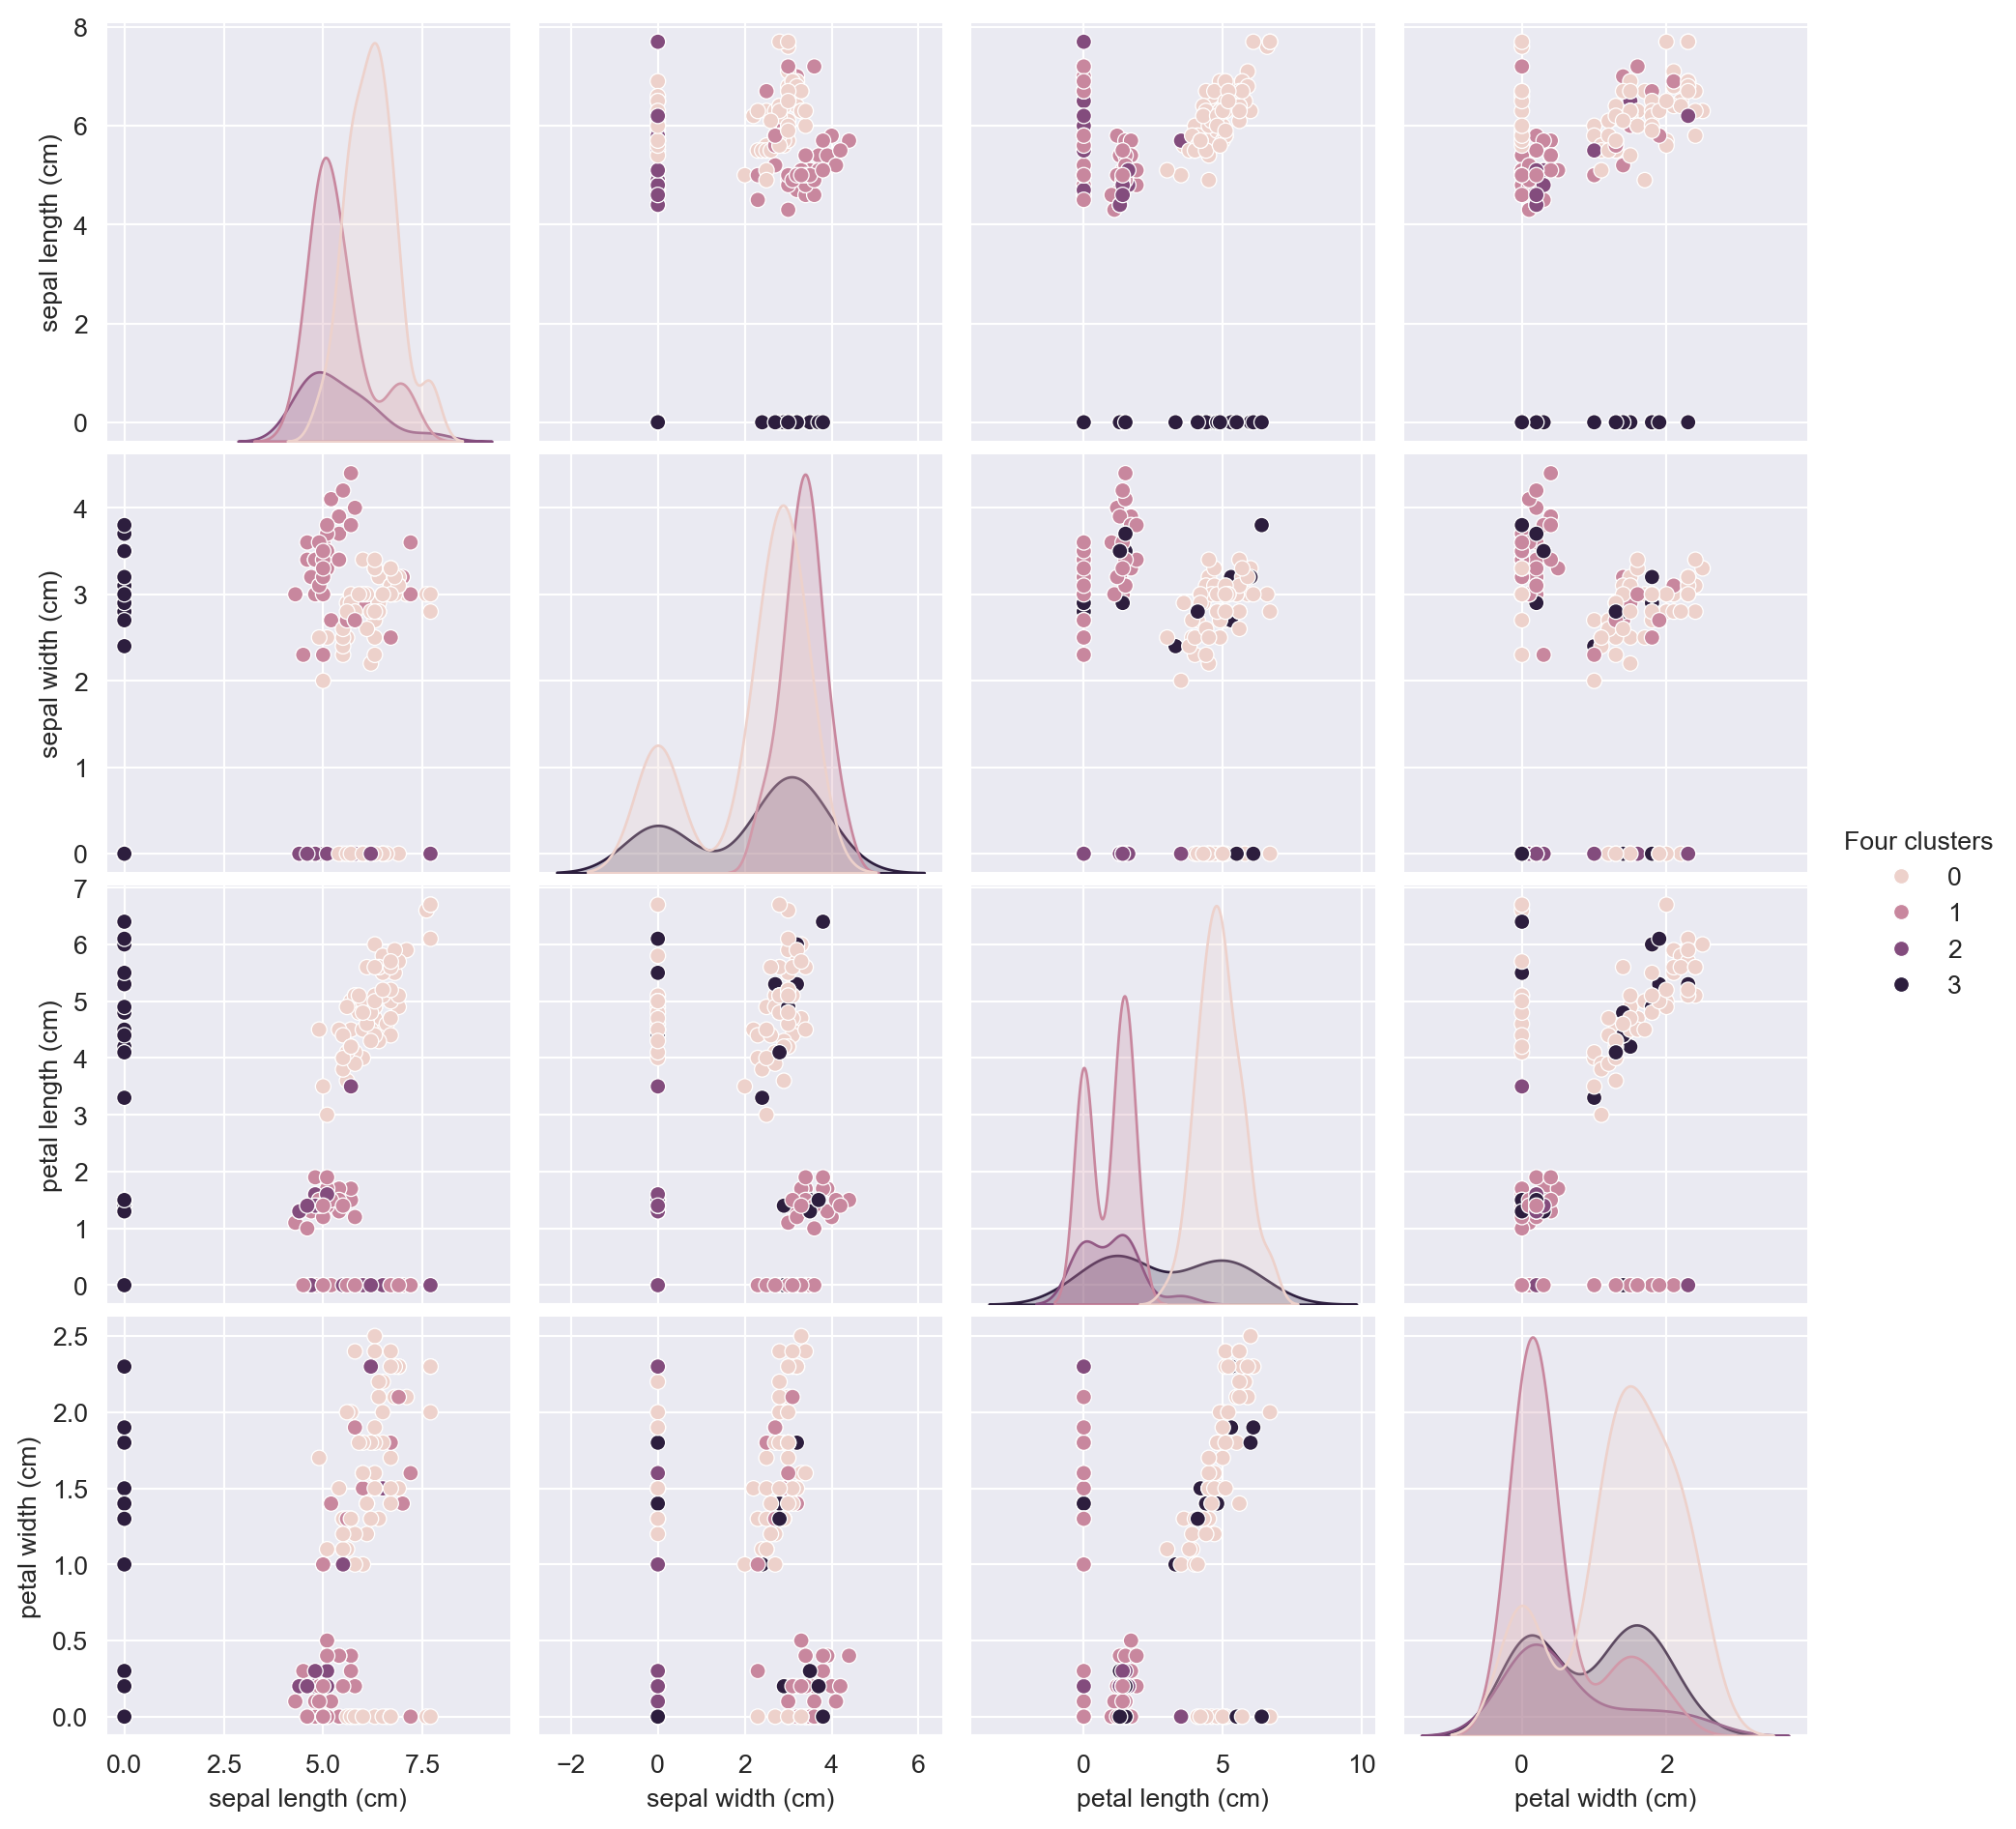 8
6
4
2
0
sepal length (cm)
4
3
2
1
0
sepal width (cm)
7
6
5
4
3
2
1
0
petal length (cm)
2.5
2.0
1.5
1.0
0.5
0.0
petal width (cm)
0.0 2.5 5.0 7.5
sepal length (cm)
−2 0 2 4 6
sepal width (cm)
0 5 10
petal length (cm)
0 2
petal width (cm)
Four clusters
0
1
2
3